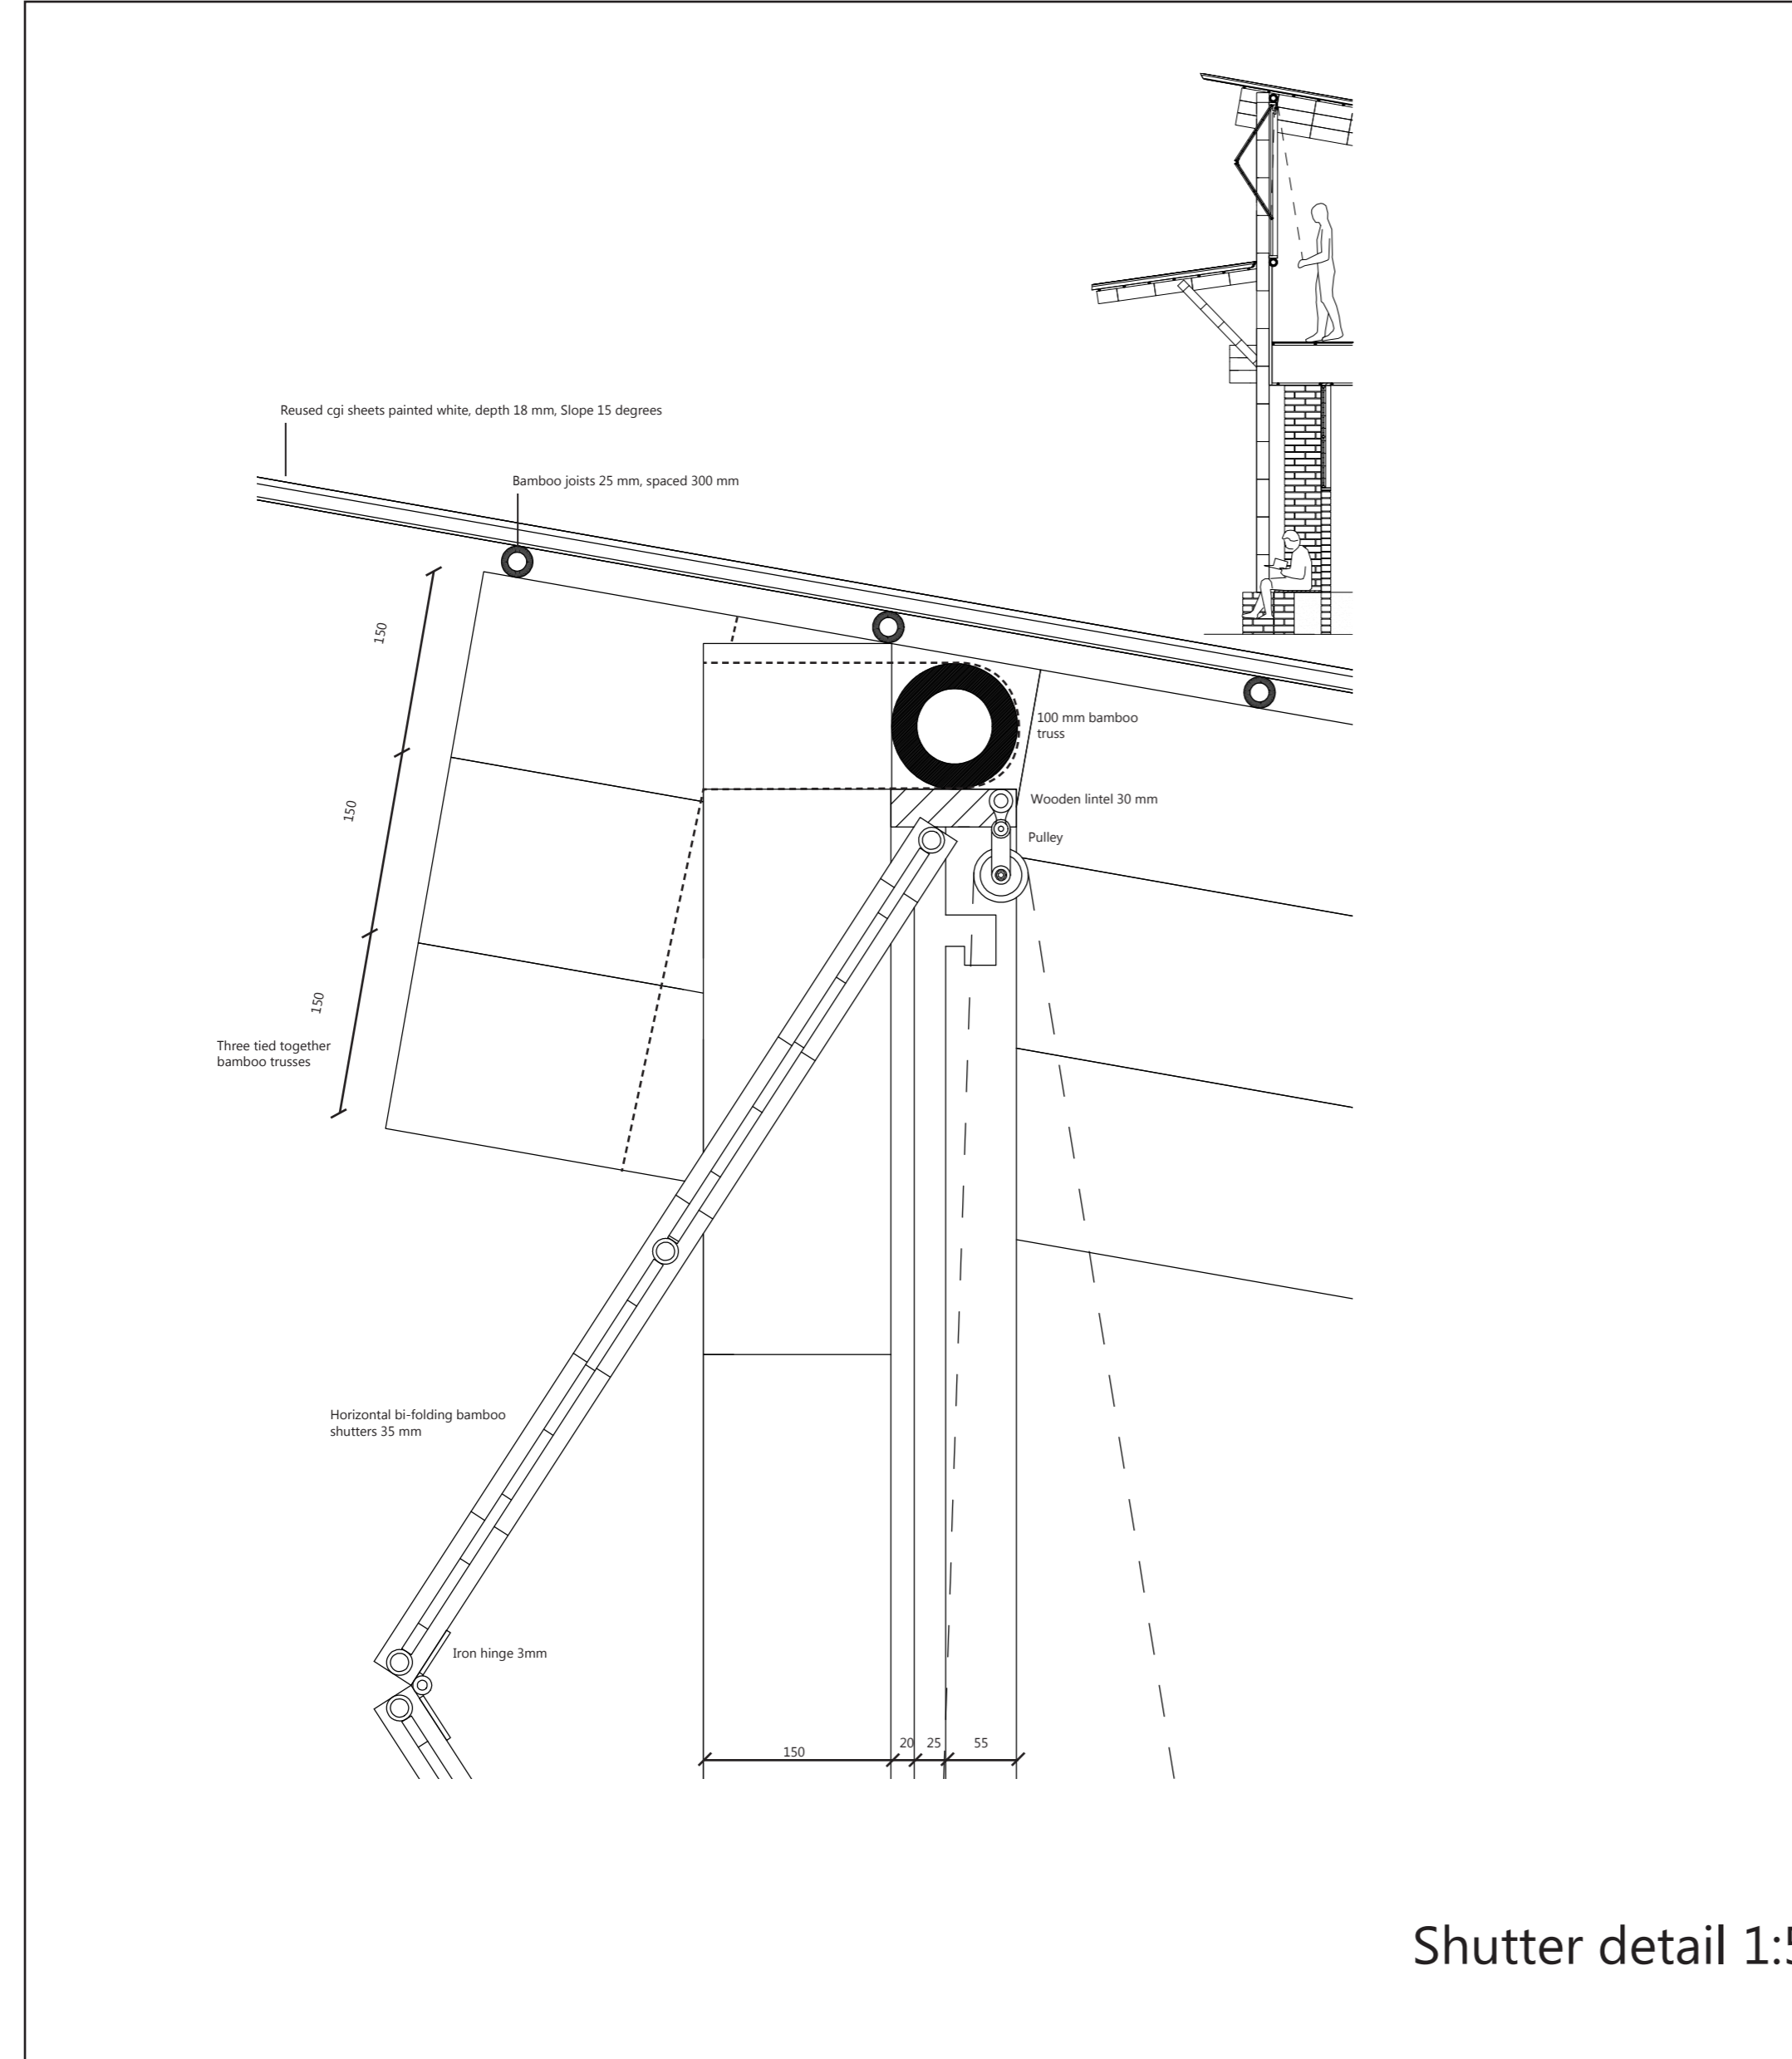 Reused cgi sheets painted white, depth 18 mm, Slope 15 degrees
Bamboo joists 25 mm, spaced 300 mm
150
100 mm bamboo
truss
Wooden lintel 30 mm
150
Pulley
150
Three tied together
bamboo trusses
Horizontal bi-folding bamboo
shutters 35 mm
Iron hinge 3mm
150
20
25
55
Shutter detail 1:5